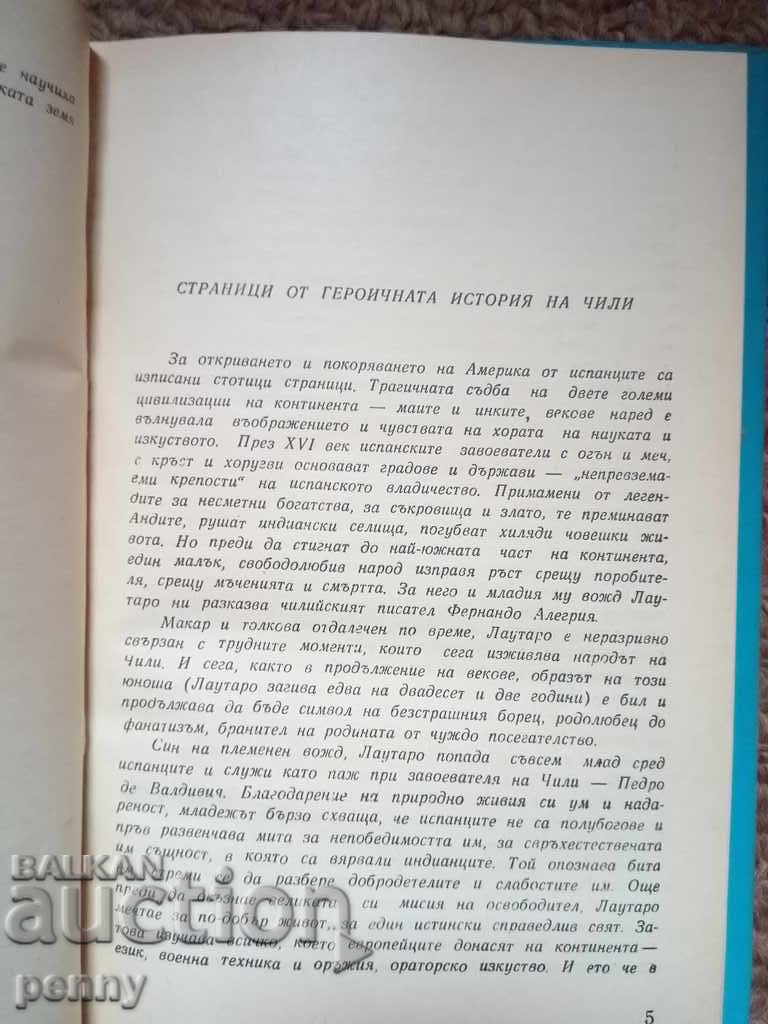 е научила
ката земя
СТРАНИЦИ ОТ ГЕРОИЧНАТА ИСТОРИЯ НА ЧИЛИ
За откриването и покоряването на Америка от испанците са
изписани стотици страници. Трагичната съдба на двете големи
цивилизации на континента — маите и инките, векове наред е
вълнувала въображението и чувствата на хората на науката и
изкуството. През XVI век испанските завоеватели с огън и меч,
с кръст и хоругви основават градове и държави — „непревзема-
еми крепости“ на испанското владичество. Примамени от леген-
дите за несметни богатства, за съкровища и злато, те преминават
Андите, рушат индиански селища, погубват хиляди човешки жи-
вота. Но преди да стигнат до най-южната част на континента,
един малък, свободолюбив народ изправя ръст срещу поробите-
ля, срещу мъченията и смъртта. За него и младия му вожд Лау-
таро ни разказва чилийският писател Фернандо Алегрия.
Макар и толкова отдалечен по време, Лаутаро е неразривно
свързан с трудните моменти, които сега изживява народът на
Чили. И сега, както в продължение на векове, образът на този
юноша (Лаутаро загива едва на двадесет и две години) е бил и
продължава да бъде символ на безстрашния борец, родолюбец до
фанатизъм, бранител на родината от чуждо посегателство.
Син на племенен вожд, Лаутаро попада съвсем млад сред
испанците и служи като паж при завоевателя на Чили — Педро
де Валдивия. Благодарение на природно живия си ум и нада-
реност, младежът бързо схваща, че испанците не са полубогове и
пръв развенчава мита за непобедимостта им, за свръхестествената
им същност, в която са вярвали индианците. Той опознава бита
им, стреми се да разбере добродетелите и слабостите им. Още
преди да осъзнае великата си мисия на освободител, Лаутаро
мечтае за по-добър живот, за един истински справедлив свят. За-
това изучава всичко, което европейците донасят на континента —
език, военна техника и оръжия, ораторско изкуство. И ето че в
5
BALKAN
auction
penny